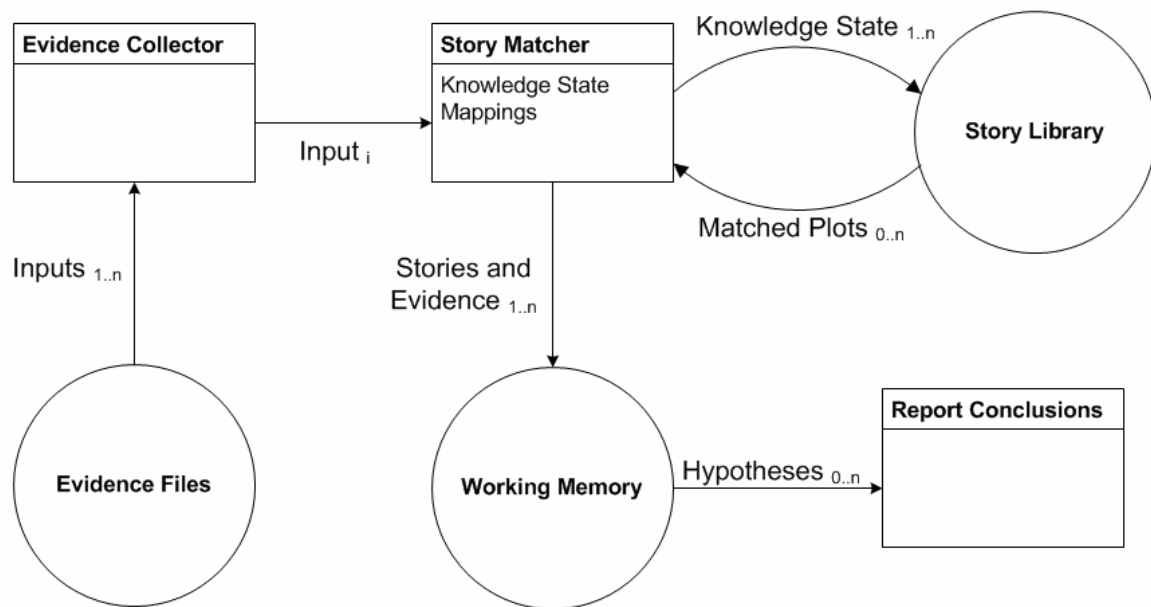 Evidence Collector
Story Matcher
Knowledge State
Mappings
Knowledge State 1..n
Story Library
Input i
Matched Plots 0..n
Inputs 1..n
Stories and
Evidence 1..n
Evidence Files
Working Memory
Hypotheses 0..n
Report Conclusions